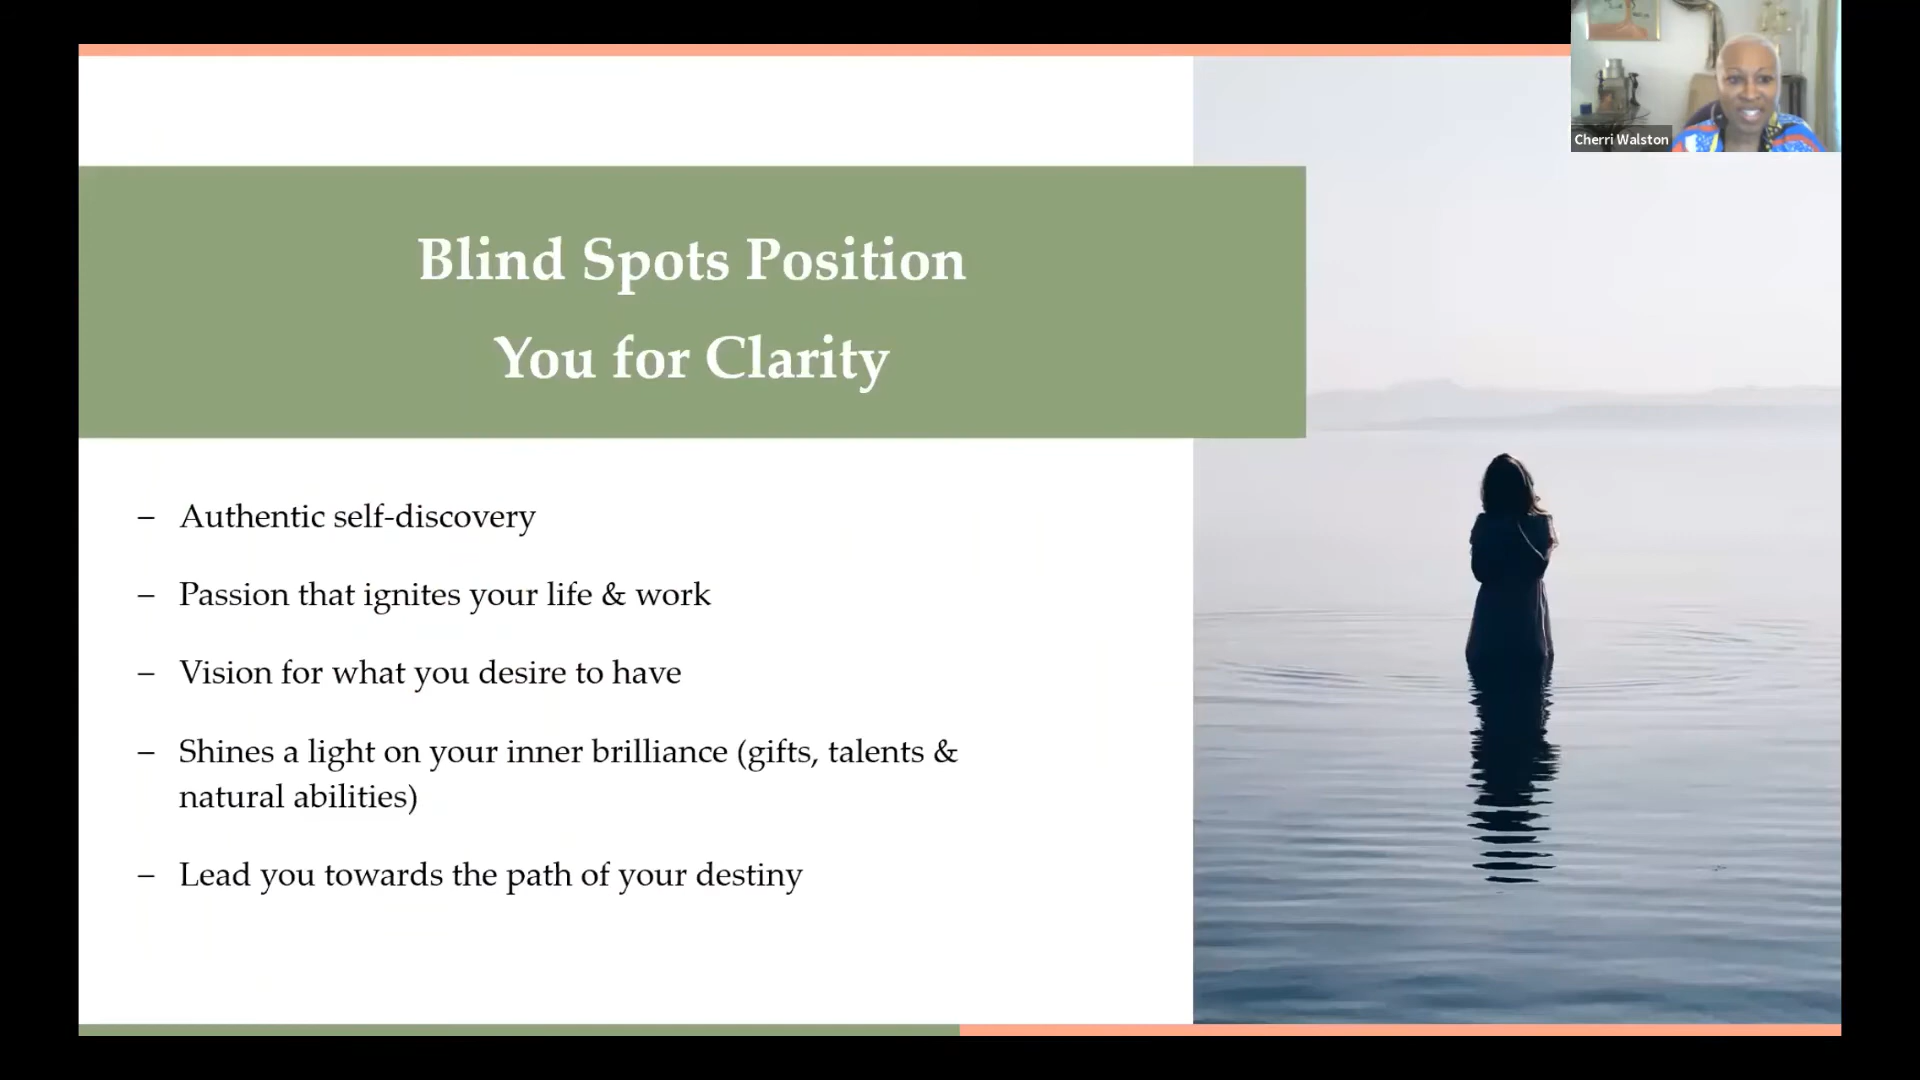 Cherri Walston
Blind Spots Position
You for Clarity
– Authentic self-discovery
– Passion that ignites your life & work
– Vision for what you desire to have
– Shines a light on your inner brilliance (gifts, talents &
natural abilities)
– Lead you towards the path of your destiny